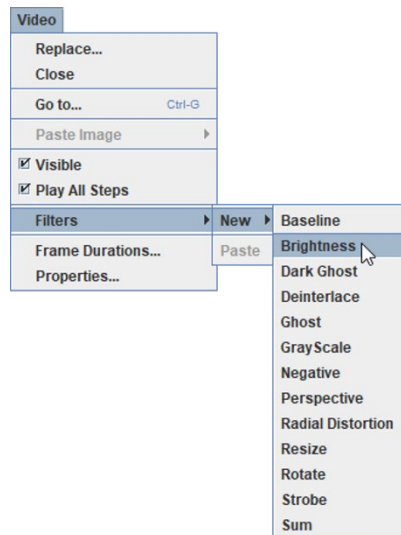 Video
Replace...
Close
Go to... Ctrl-G
Paste Image
Visible
Play All Steps
Filters
Frame Durations...
Properties...
New
Paste
Baseline
Brightness
Dark Ghost
Deinterlace
Ghost
GrayScale
Negative
Perspective
Radial Distortion
Resize
Rotate
Strobe
Sum